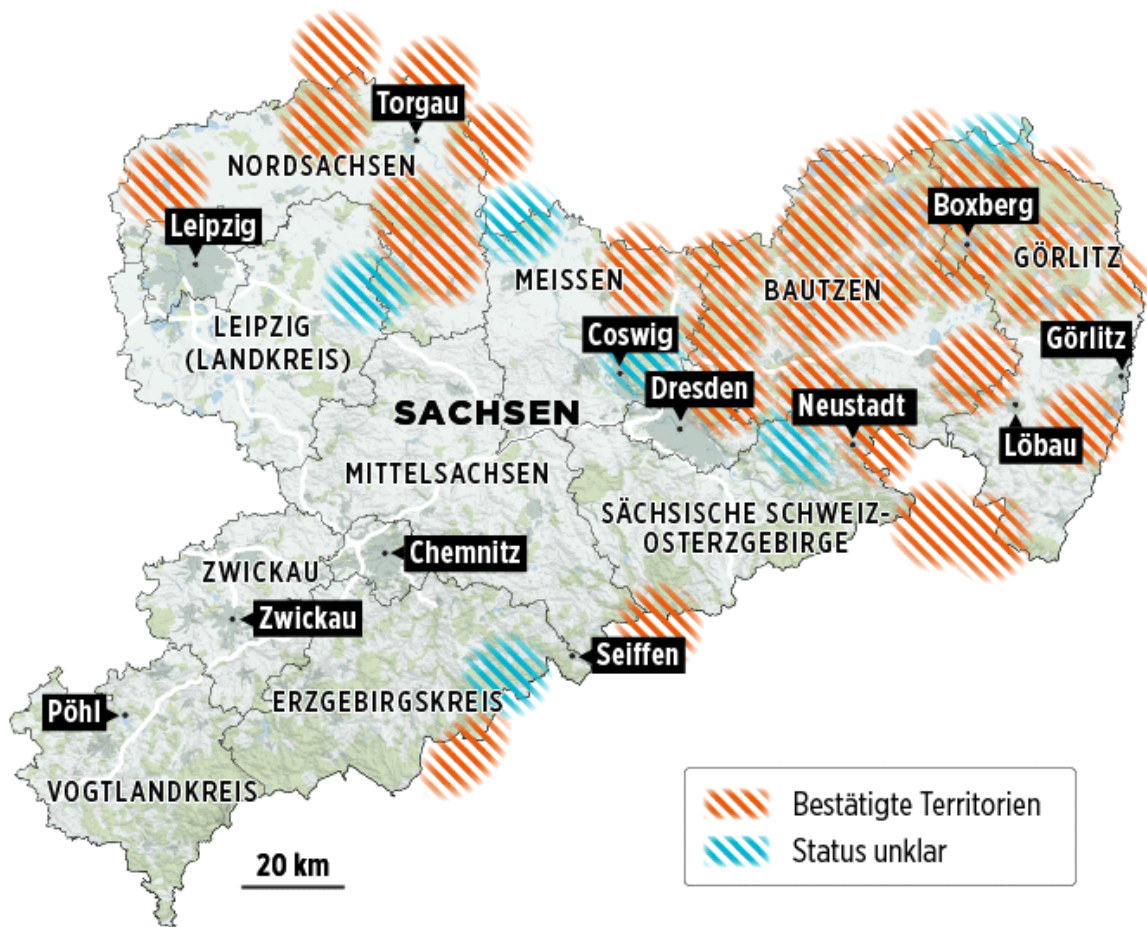 Torgau
NORDSACHSEN
Leipzig
Boxberg
GÖRLITZ
MEISSEN
BAUTZEN
LEIPZIG
(LANDKREIS)
Coswig
Görlitz
Dresden
Neustadt
SACHSEN
Löbau
MITTELSACHSEN
SÄCHSISCHE SCHWEIZ-
OSTERZGEBIRGE
Chemnitz
ZWICKAU
Zwickau
Seiffen
ERZGEBIRGSKREIS
Pöhl
VOGTLANDKREIS
Bestätigte Territorien
Status unklar
20 km